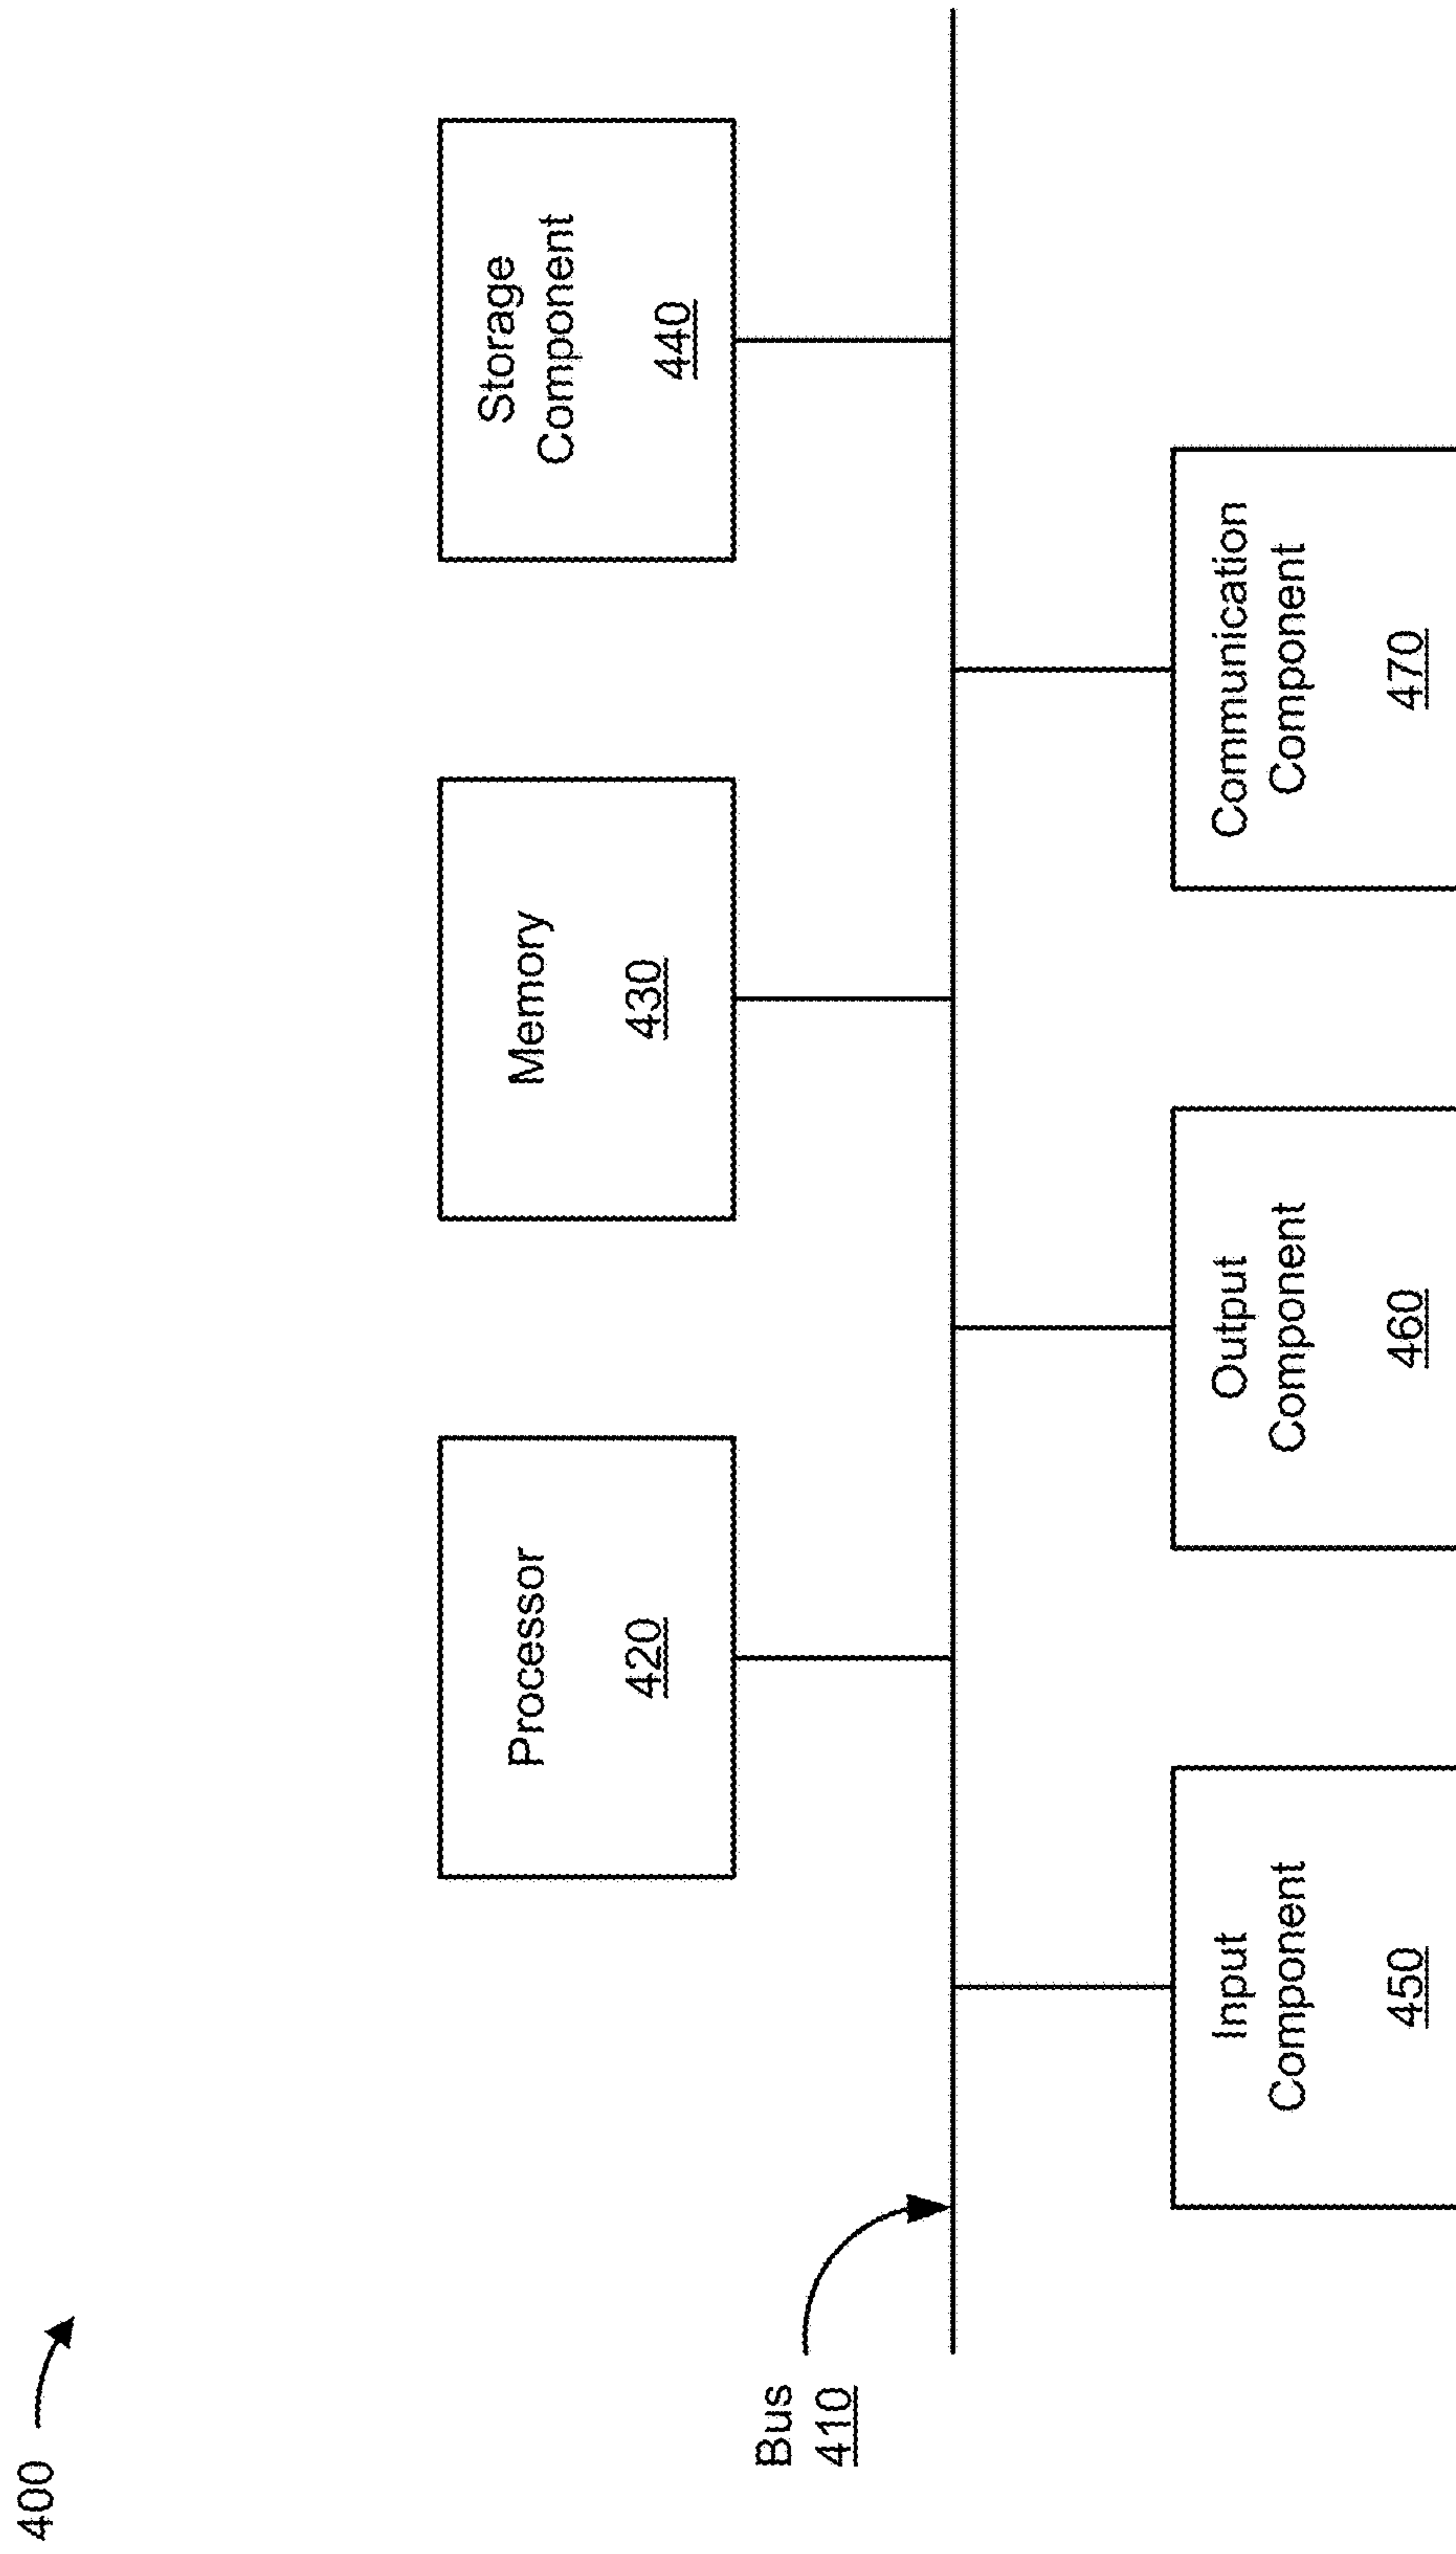 400
Processor
420
Memory
430
Storage
Component
440
Bus
410
Input
Component
450
Output
Component
460
Communication
Component
470